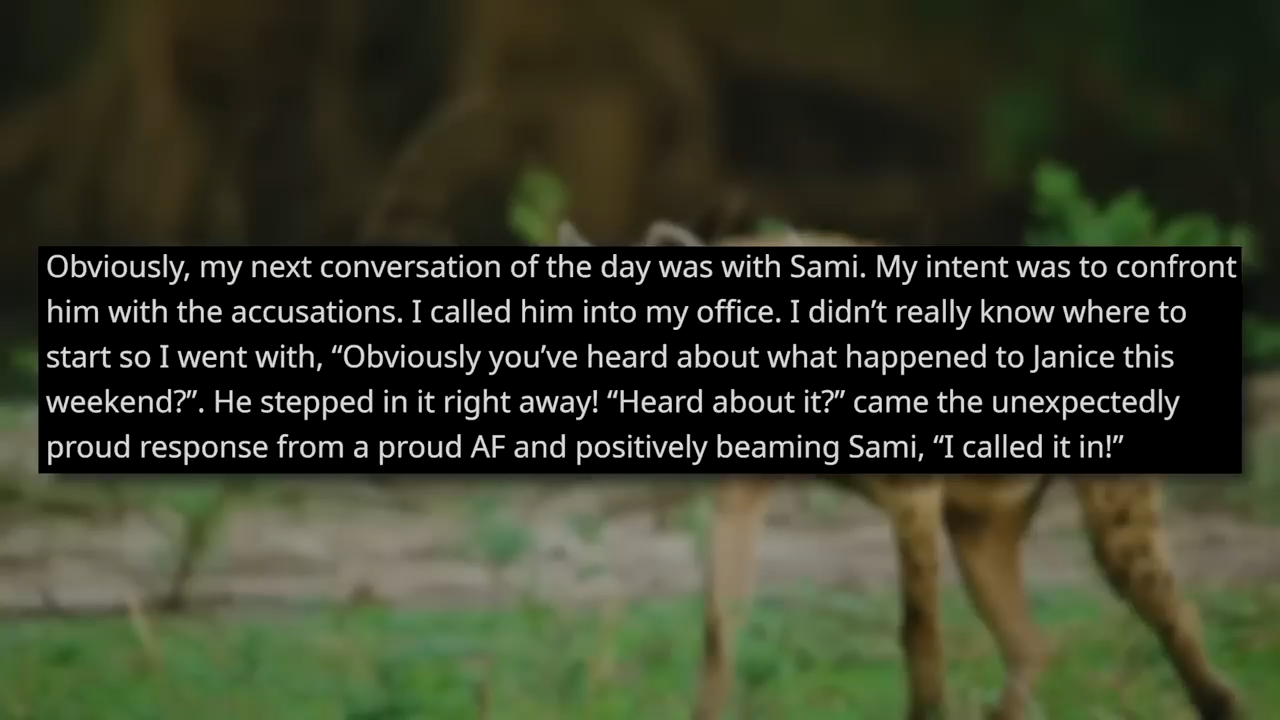 Obviously, my next conversation of the day was with Sami. My intent was to confront
him with the accusations. I called him into my office. I didn’t really know where to
start so I went with, “Obviously you’ve heard about what happened to Janice this
weekend?”. He stepped in it right away! “Heard about it?” came the unexpectedly
proud response from a proud AF and positively beaming Sami, “I called it in!”